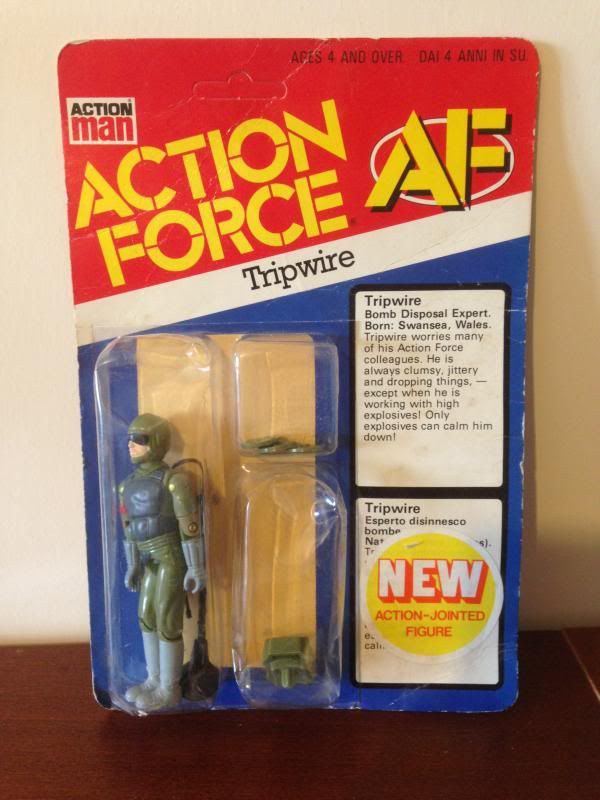 AGES 4 AND OVER. DAI 4 ANNI IN SU.
ACTION
man
ACTION
FORCE
AF
Tripwire
Tripwire
Bomb Disposal Expert.
Born: Swansea, Wales.
Tripwire worries many
of his Action Force
colleagues. He is
always clumsy, jittery
and dropping things, —
except when he is
working with high
explosives! Only
explosives can calm him
down!
Tripwire
Esperto disinnesco
bombe
NEW
ACTION-JOINTED
FIGURE